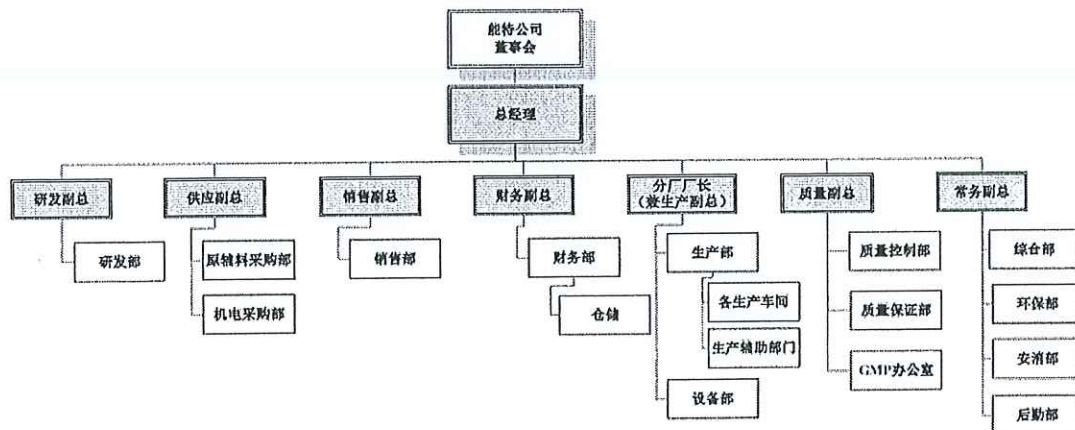 能特公司
董事会
总经理
研发副总
供应副总
销售副总
财务副总
分厂厂长
（兼生产副总）
质量副总
常务副总
研发部
原辅料采购部
机电采购部
销售部
财务部
仓储
生产部
各生产车间
生产辅助部门
设备部
质量控制部
质量保证部
GMP办公室
综合部
环保部
安消部
后勤部